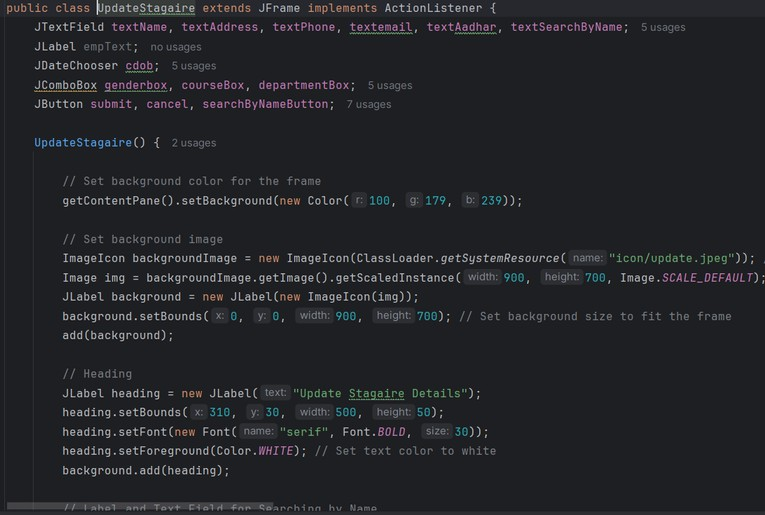 public class UpdateStagaire extends JFrame implements ActionListener {
JTextField textName, textAddress, textPhone, textemail, textAadhar, textSearchByName; 5 usages
JLabel empText; no usages
JDateChooser cdob; 5 usages
JComboBox genderbox, courseBox, departmentBox; 5 usages
JButton submit, cancel, searchByNameButton; 7 usages
UpdateStagaire() { 2 usages
// Set background color for the frame
getContentPane().setBackground(new Color( r: 100, g: 179, b: 239));
// Set background image
ImageIcon backgroundImage = new ImageIcon(ClassLoader.getSystemResource( name: "icon/update.jpeg"));
Image img = backgroundImage.getImage().getScaledInstance( width: 900, height: 700, Image.SCALE_DEFAULT);
JLabel background = new JLabel(new ImageIcon(img));
background.setBounds( x: 0, y: 0, width: 900, height: 700); // Set background size to fit the frame
add(background);
// Heading
JLabel heading = new JLabel( text: "Update Stagaire Details");
heading.setBounds( x: 310, y: 30, width: 500, height: 50);
heading.setFont(new Font( name: "serif", Font.BOLD, size: 30));
heading.setForeground(Color.WHITE); // Set text color to white
background.add(heading);
// Label and Text Field for Searching by Name